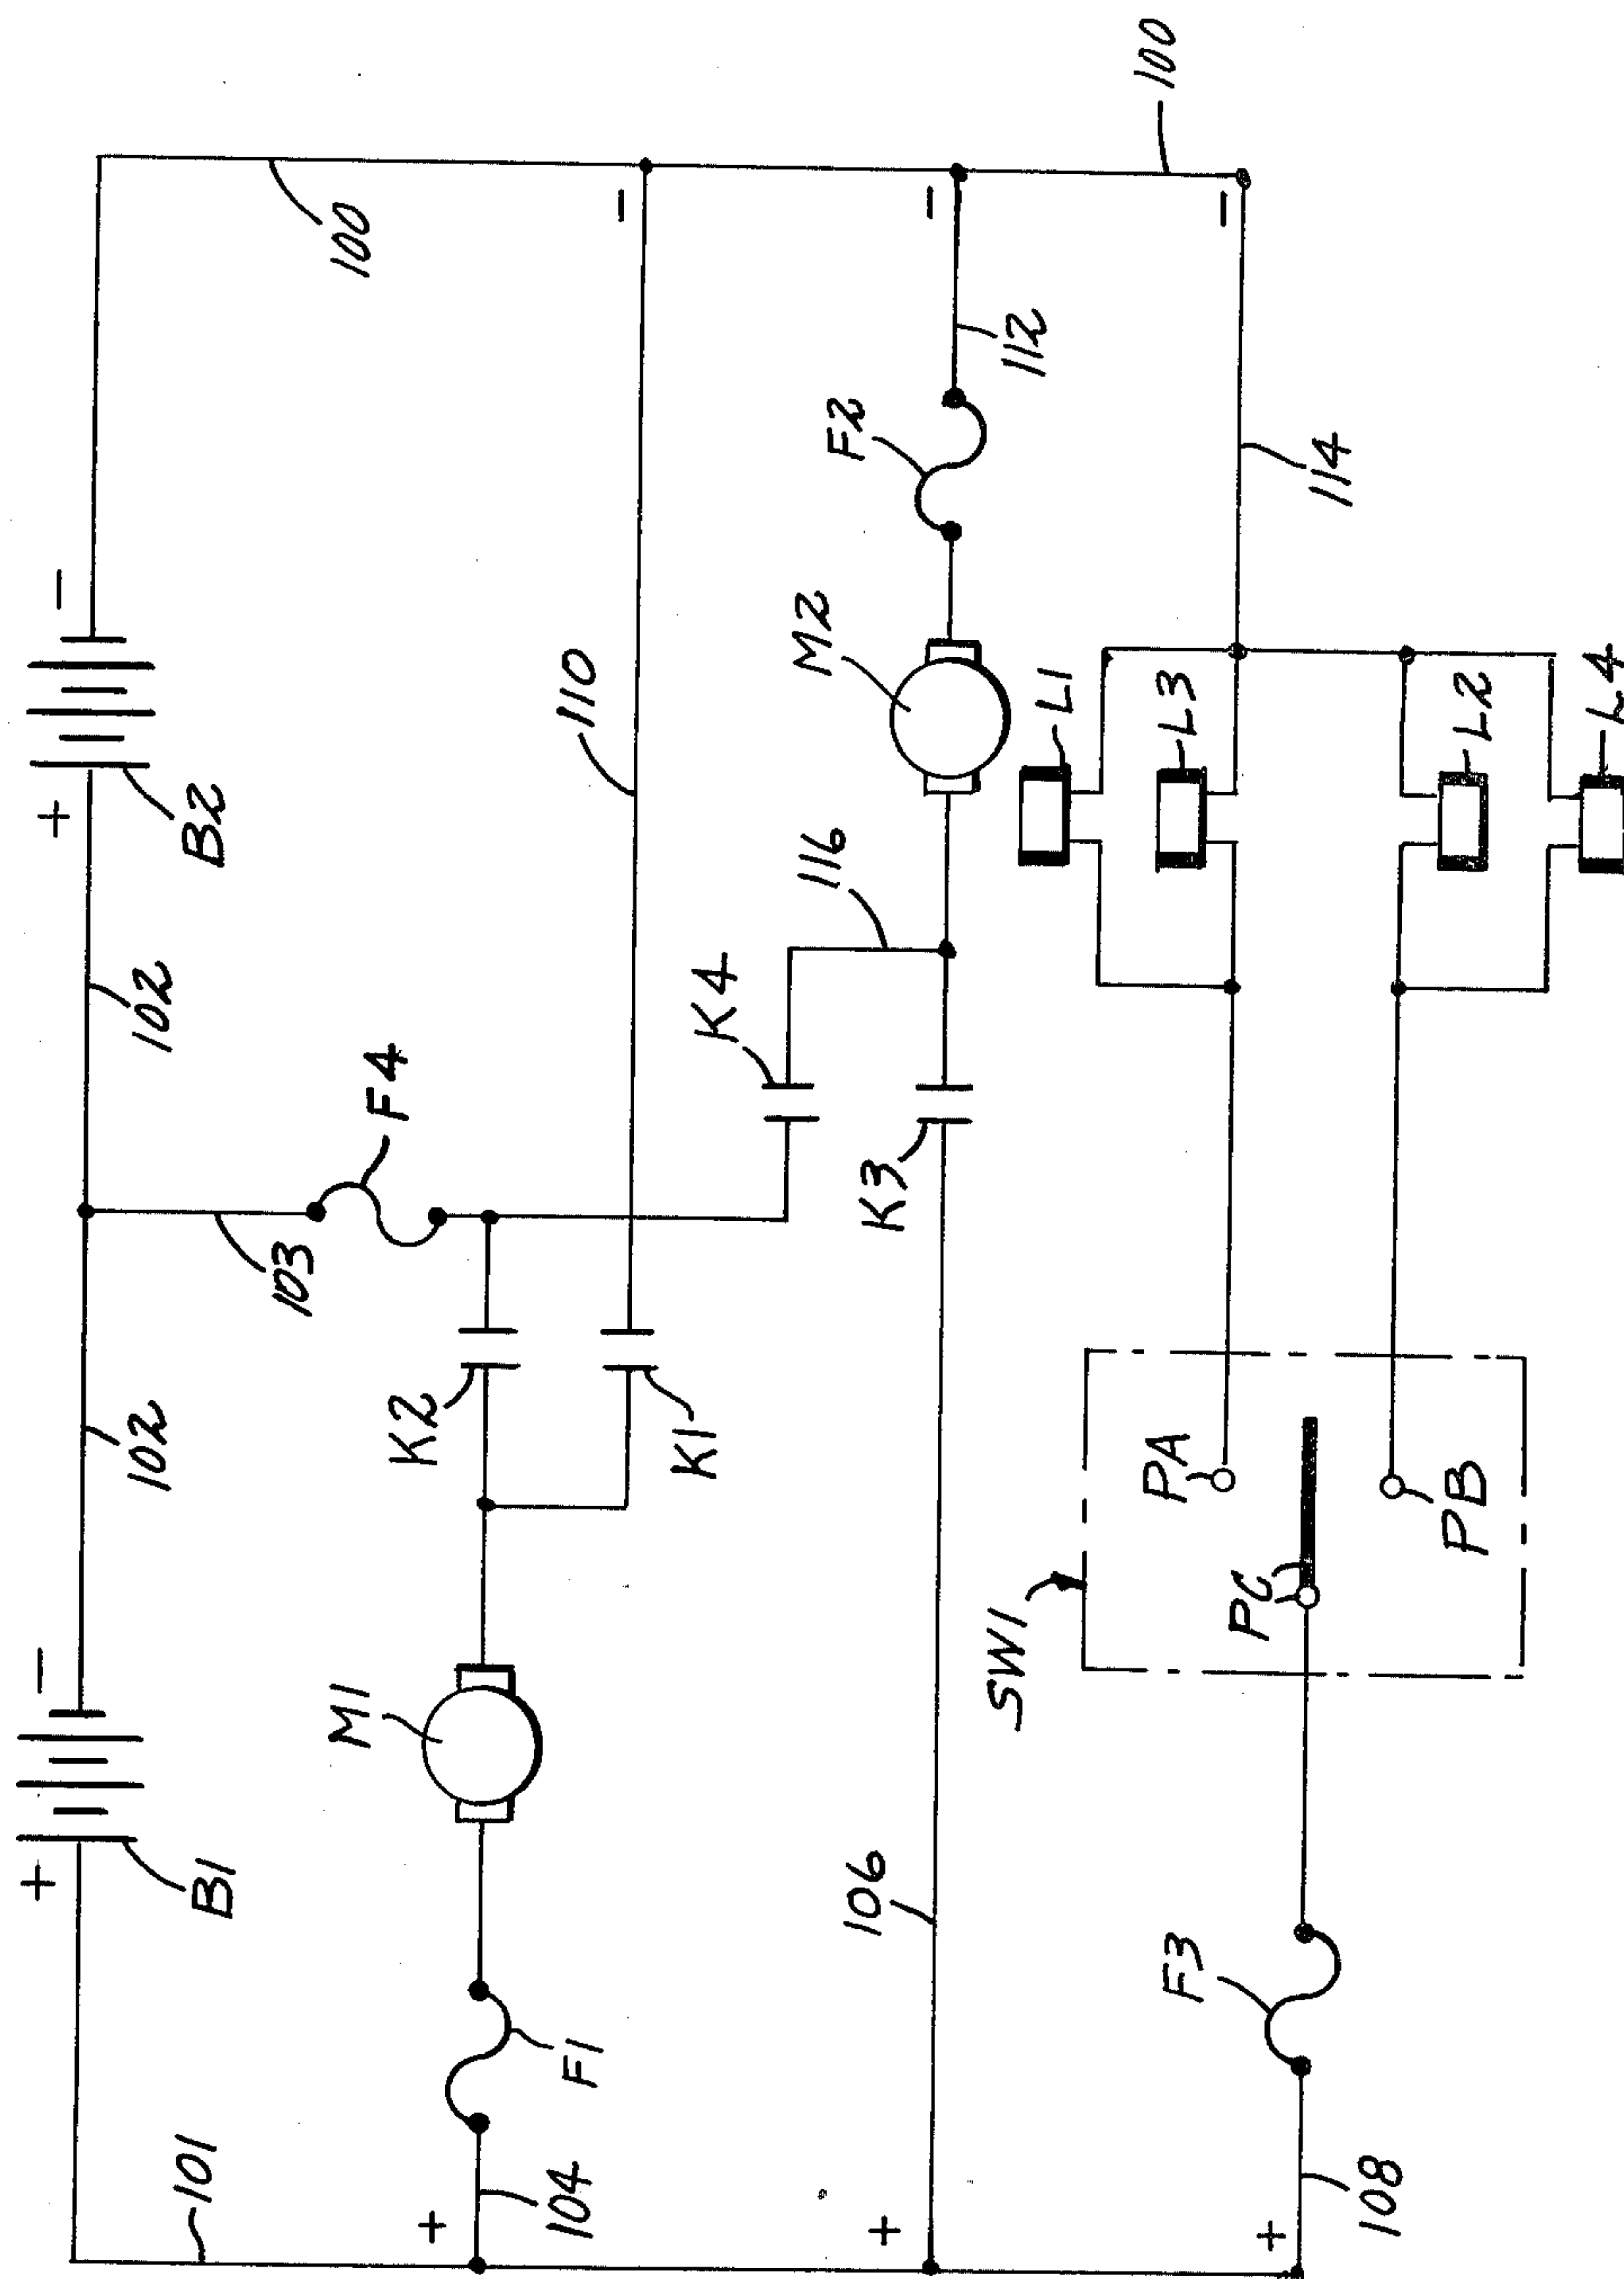 + − + −
102 102
101 B1 B2
103
M1 100
F4
K2
+
104 F1 110 −
K1
K4
M2
116
F2
+ 106 K3
−
SW1 112
L1
100
PA
L3
F3
−
PC
+
114
108
PB
L2
L4